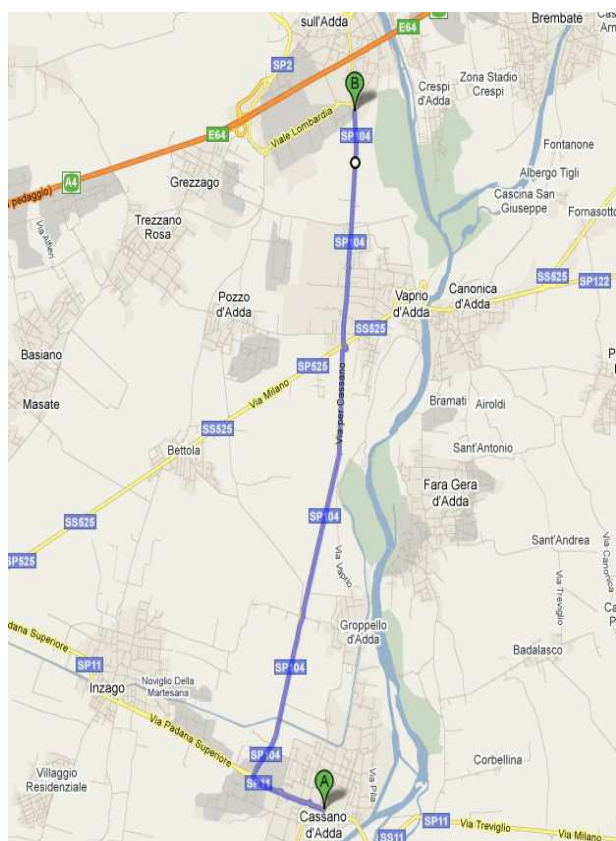 sull'Adda
E64
Brembate
SP2
B
Crespi
d'Adda
Zona Stadio
Crespi
E64
Viale Lombardia
SP104
Fontanone
A4
pedaggio)
Grezzago
Albergo Tigli
Cascina San
Giuseppe
Fornasotto
Trezzano
Rosa
Via Alfieri
SP104
SS525
SP122
Pozzo
d'Adda
Vaprio
d'Adda
Canonica
d'Adda
SS525
Basiano
SP525
Via Milano
Via per Cassano
Masate
Bramati
Airoldi
SS525
Bettola
Sant'Antonio
Fara Gera
d'Adda
SS525
SP104
Sant'Andrea
Via Canonica
SP525
Via Vaprio
Via Treviglio
Padana Superiore
Groppello
d'Adda
SP11
Badalasco
SP104
Inzago
Noviglio Della
Martesana
Via Padana Superiore
SP104
Corbellina
Villaggio
Residenziale
SP11
A
Via Pila
Cassano
d'Adda
SP11
Via Treviglio
SS11
Via Milano